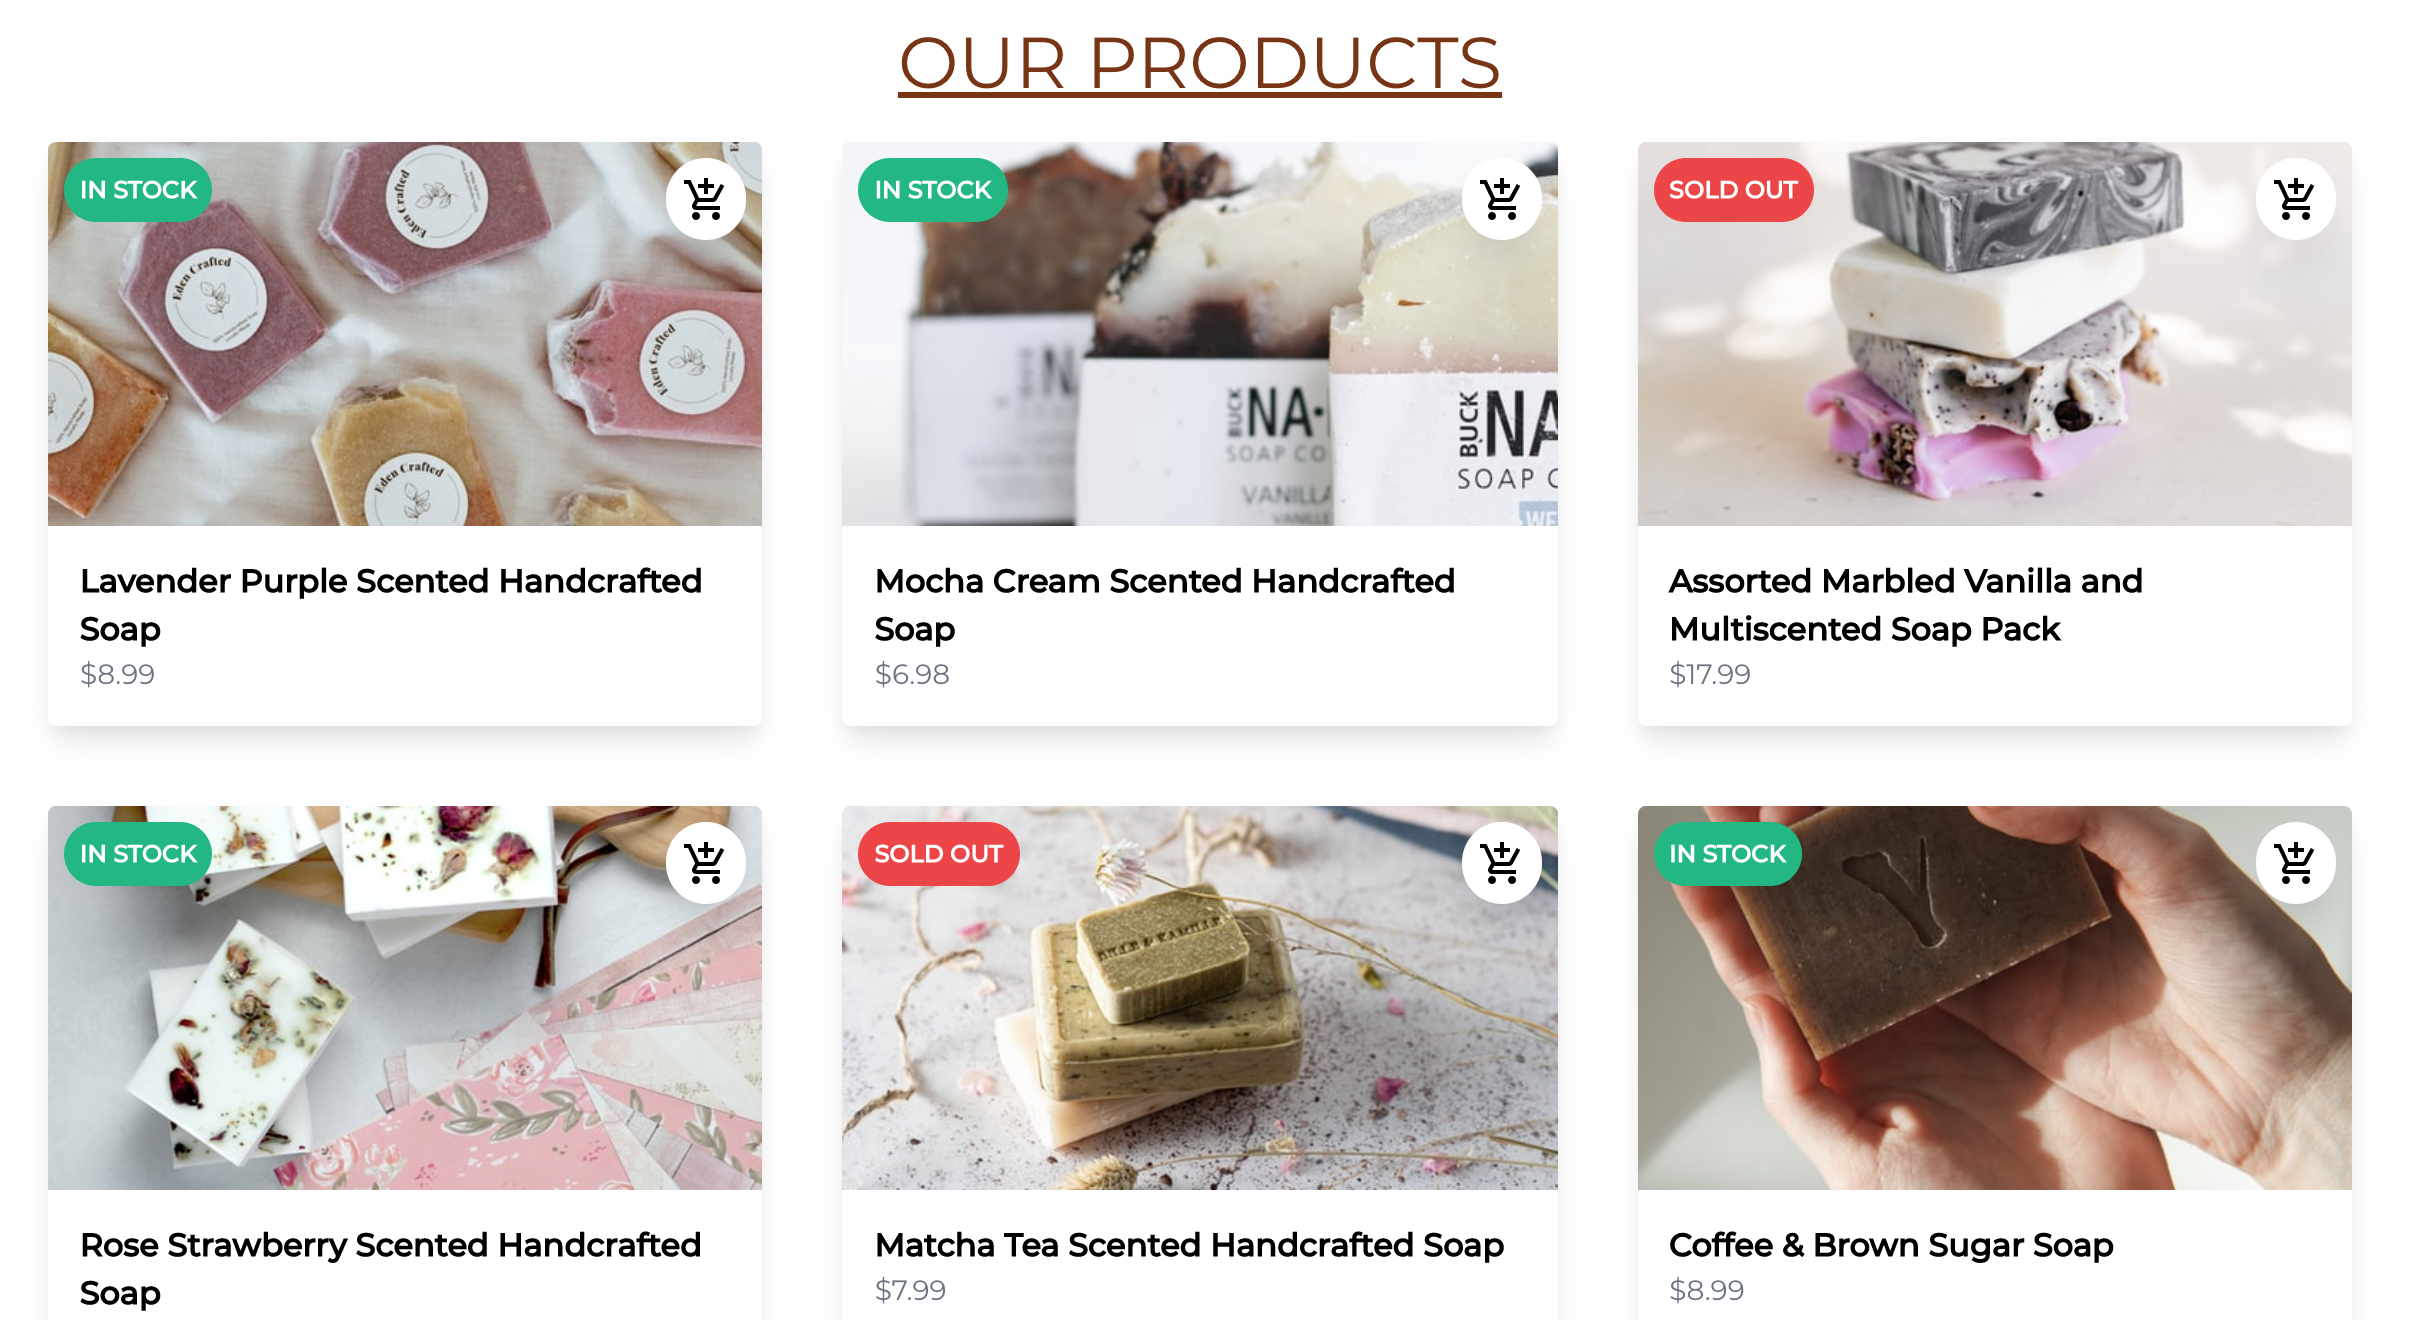 OUR PRODUCTS
IN STOCK
Eden Crafted
Eden Crafted
Eden Crafted
Eden Crafted
Lavender Purple Scented Handcrafted
Soap
$8.99
IN STOCK
BUCK NA
SOAP CO
VANILLA
VANILLE
BUCK NA
SOAP C
WE
Mocha Cream Scented Handcrafted
Soap
$6.98
SOLD OUT
Assorted Marbled Vanilla and
Multiscented Soap Pack
$17.99
IN STOCK
Rose Strawberry Scented Handcrafted
Soap
SOLD OUT
Matcha Tea Scented Handcrafted Soap
$7.99
IN STOCK
Coffee & Brown Sugar Soap
$8.99